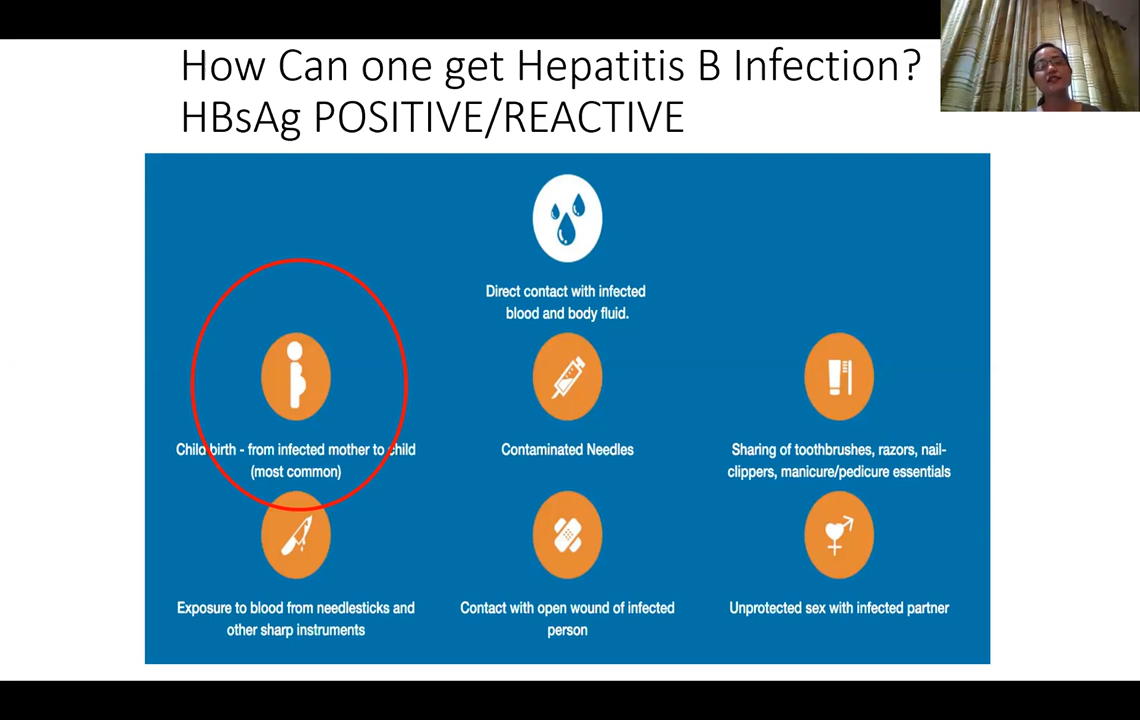 How Can one get Hepatitis B Infection?
HBsAg POSITIVE/REACTIVE
Direct contact with infected
blood and body fluid.
Child birth - from infected mother to child
(most common)
Contaminated Needles
Sharing of toothbrushes, razors, nail-
clippers, manicure/pedicure essentials
Exposure to blood from needlesticks and
other sharp instruments
Contact with open wound of infected
person
Unprotected sex with infected partner